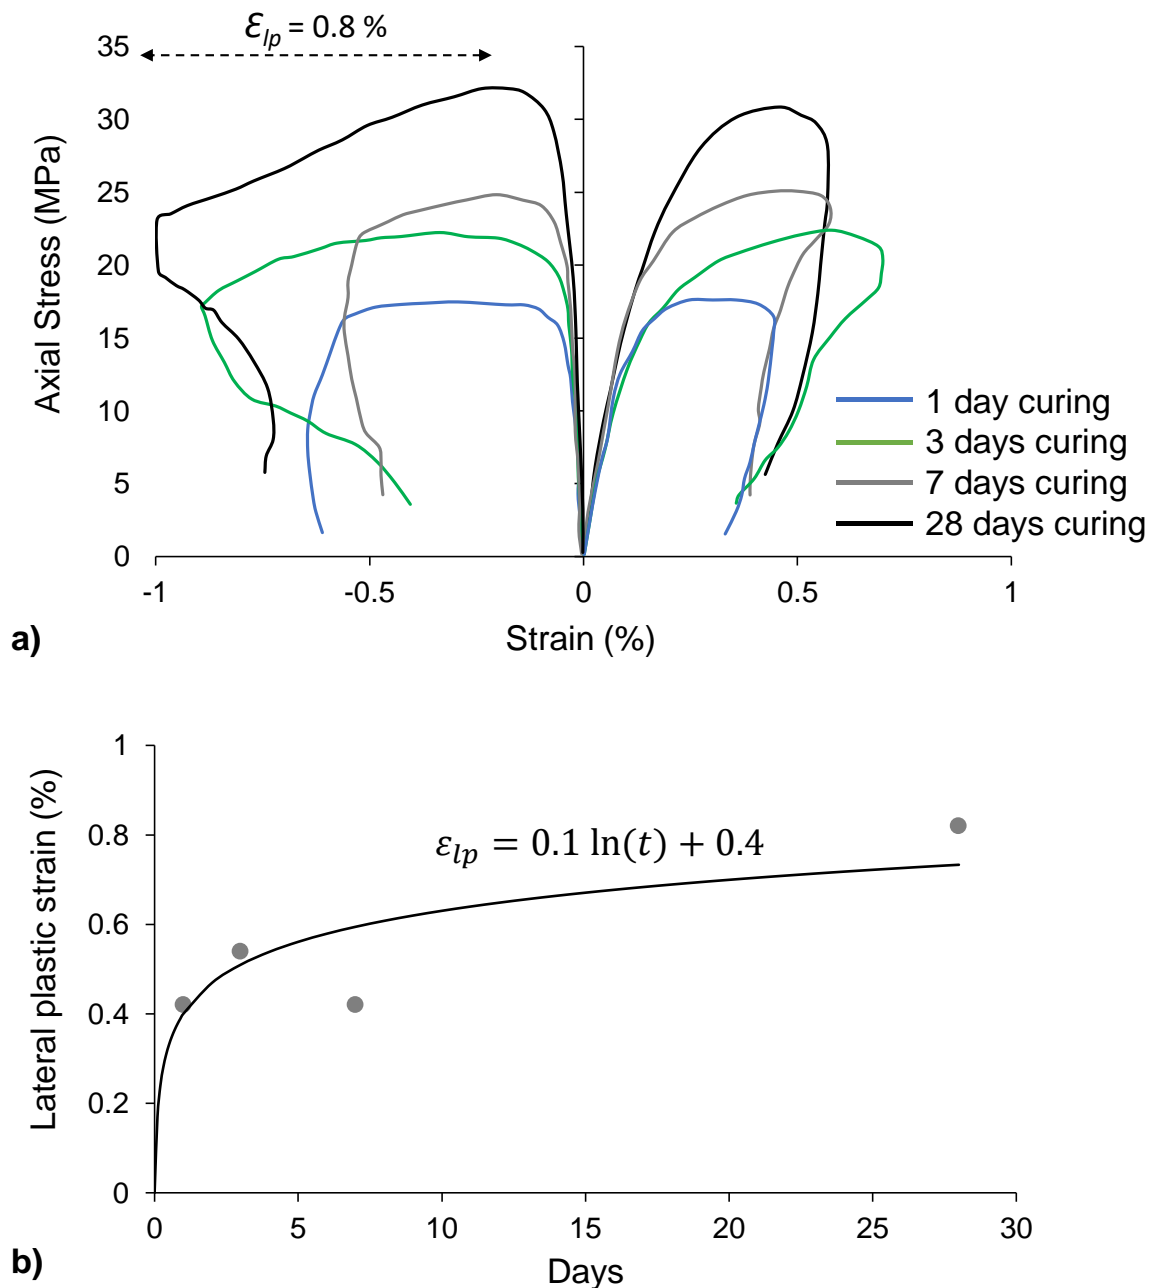 Ɛlp = 0.8 %
35
30
25
20
15
10
5
0
Axial Stress (MPa)
-1 -0.5 0 0.5 1
Strain (%)
1 day curing
3 days curing
7 days curing
28 days curing
a)
1
0.8
0.6
0.4
0.2
0
Lateral plastic strain (%)
εlp = 0.1 ln(t) + 0.4
0 5 10 15 20 25 30
Days
b)